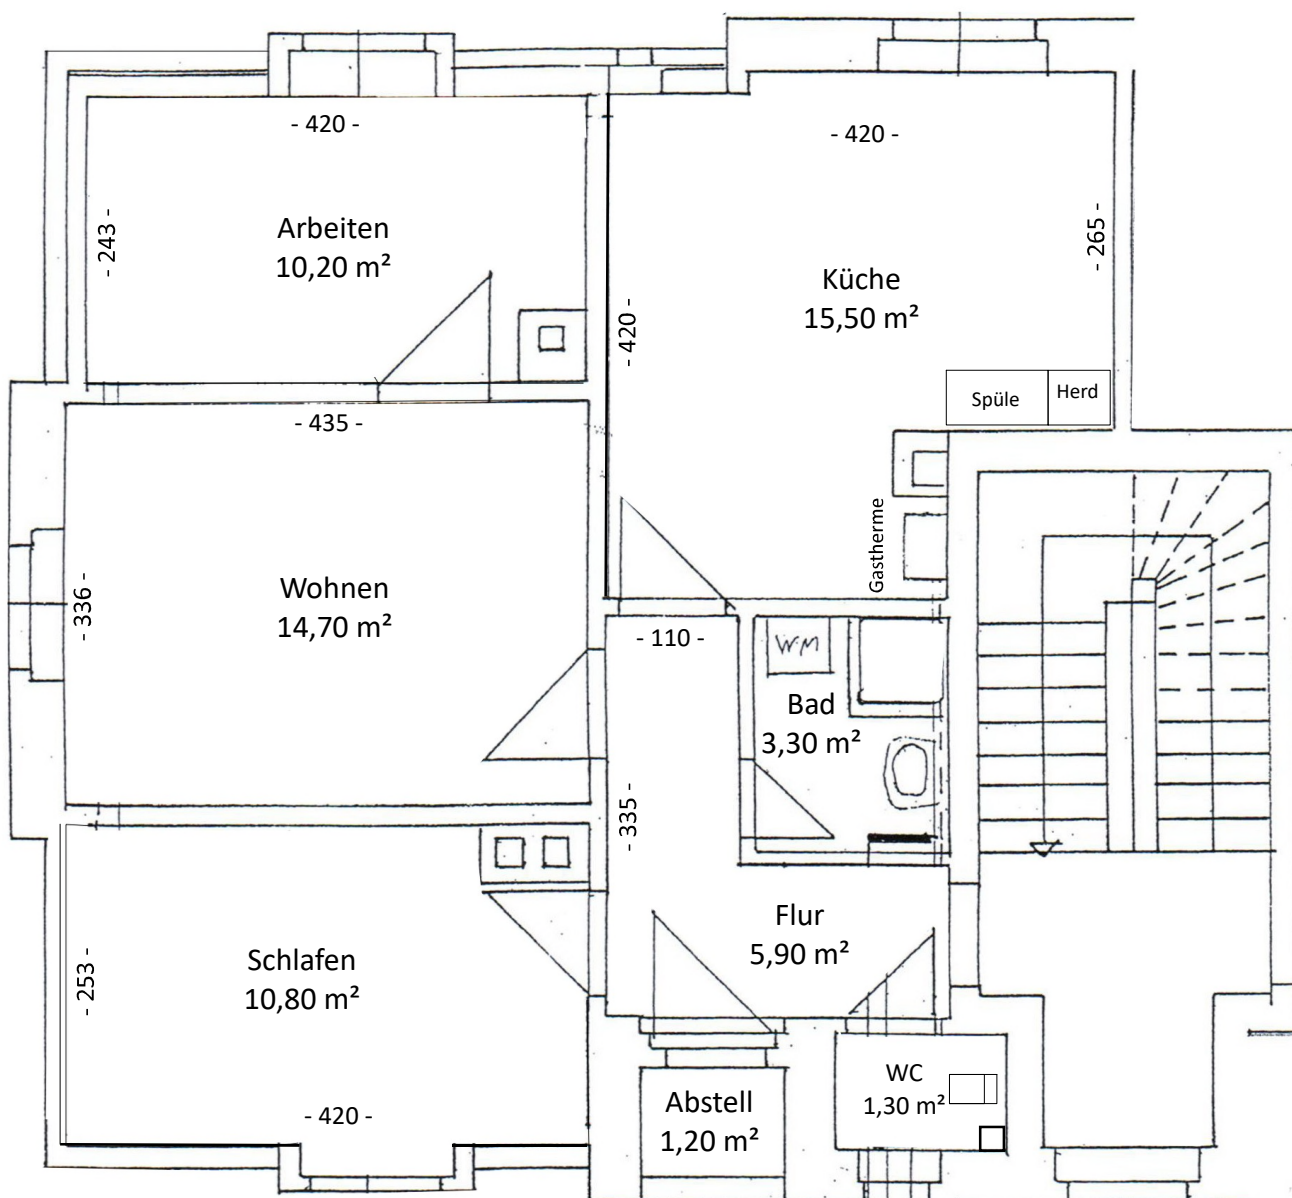 - 420 -
- 420 -
- 243 -
Arbeiten
10,20 m²
- 265 -
Küche
15,50 m²
- 420 -
Spüle
Herd
- 435 -
Gastherme
Wohnen
14,70 m²
- 336 -
- 110 -
WM
Bad
3,30 m²
- 335 -
Flur
5,90 m²
Schlafen
10,80 m²
- 253 -
- 420 -
Abstell
1,20 m²
WC
1,30 m²